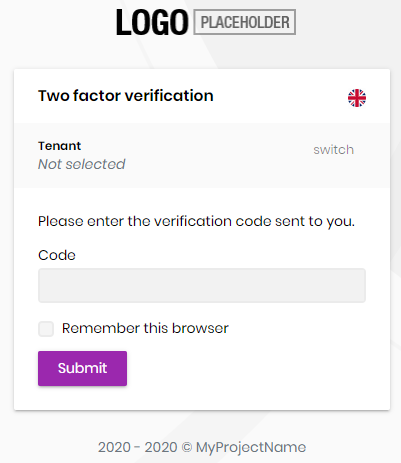 LOGO PLACEHOLDER
Two factor verification
Tenant
switch
Not selected
Please enter the verification code sent to you.
Code
Remember this browser
Submit
2020 - 2020 © MyProjectName